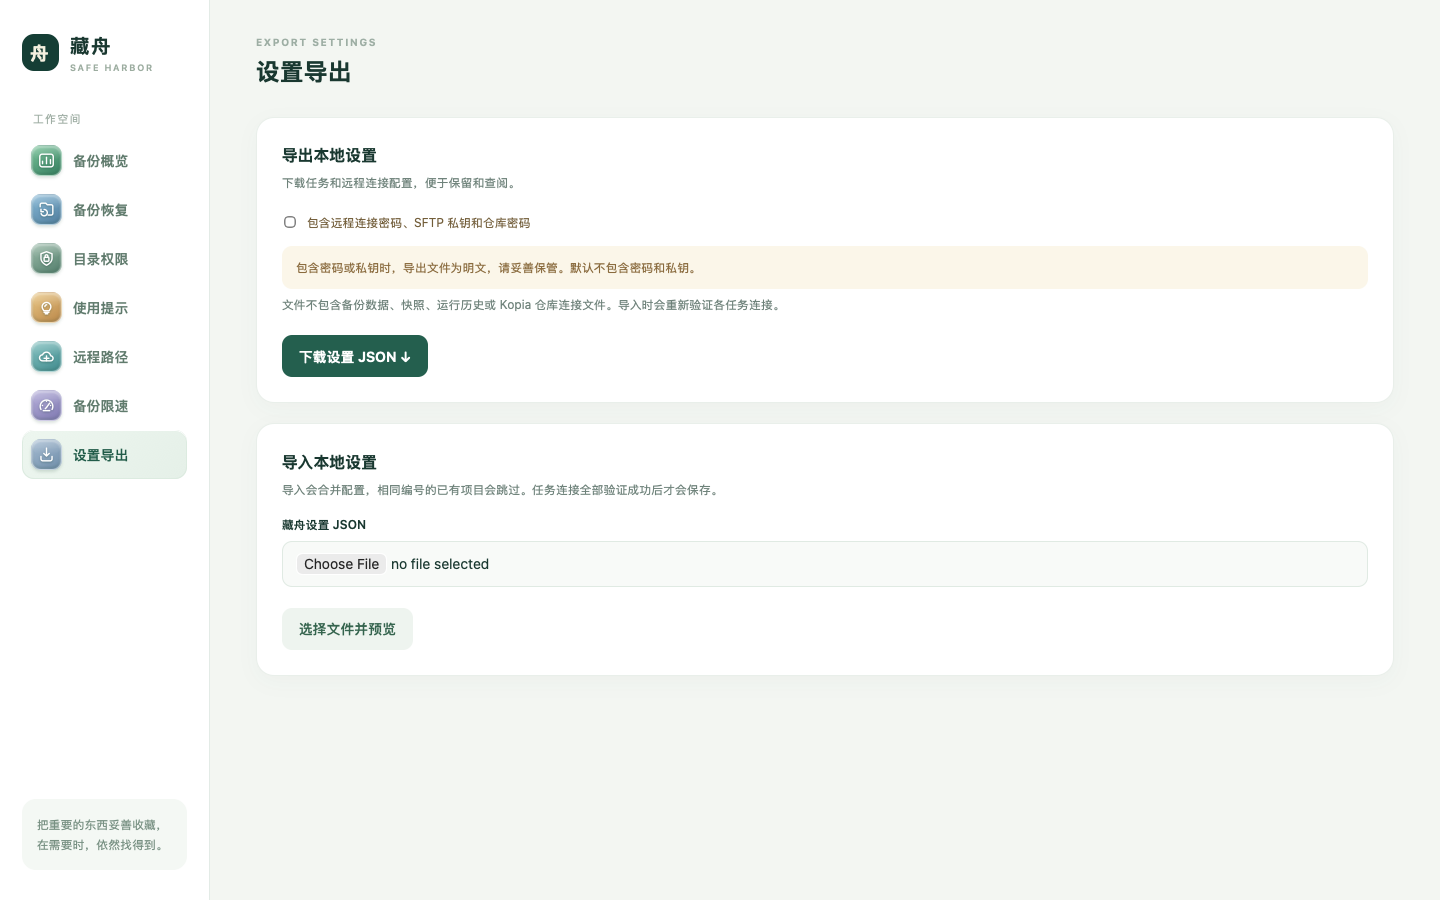 舟
藏舟
SAFE HARBOR
工作空间
备份概览
备份恢复
目录权限
使用提示
远程路径
备份限速
设置导出
把重要的东西妥善收藏，
在需要时，依然找得到。
EXPORT SETTINGS
设置导出
导出本地设置
下载任务和远程连接配置，便于保留和查阅。
包含远程连接密码、SFTP 私钥和仓库密码
包含密码或私钥时，导出文件为明文，请妥善保管。默认不包含密码和私钥。
文件不包含备份数据、快照、运行历史或 Kopia 仓库连接文件。导入时会重新验证各任务连接。
下载设置 JSON ↓
导入本地设置
导入会合并配置，相同编号的已有项目会跳过。任务连接全部验证成功后才会保存。
藏舟设置 JSON
Choose File no file selected
选择文件并预览